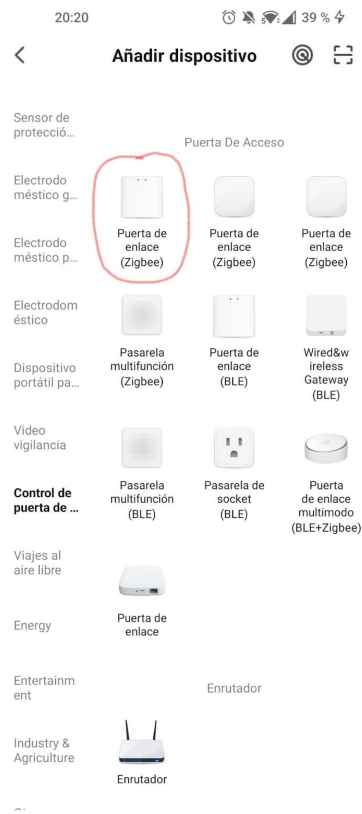 20:20
39 %
Añadir dispositivo
Sensor de
protecció...
Electrodo
méstico g...
Electrodo
méstico p...
Electrodom
éstico
Dispositivo
portátil pa...
Video
vigilancia
Control de
puerta de ...
Viajes al
aire libre
Energy
Entertainm
ent
Industry &
Agriculture
Puerta De Acceso
Puerta de
enlace
(Zigbee)
Puerta de
enlace
(Zigbee)
Puerta de
enlace
(Zigbee)
Pasarela
multifunción
(Zigbee)
Puerta de
enlace
(BLE)
Wired&w
ireless
Gateway
(BLE)
Pasarela
multifunción
(BLE)
Pasarela de
socket
(BLE)
Puerta
de enlace
multimodo
(BLE+Zigbee)
Puerta de
enlace
Enrutador
Enrutador